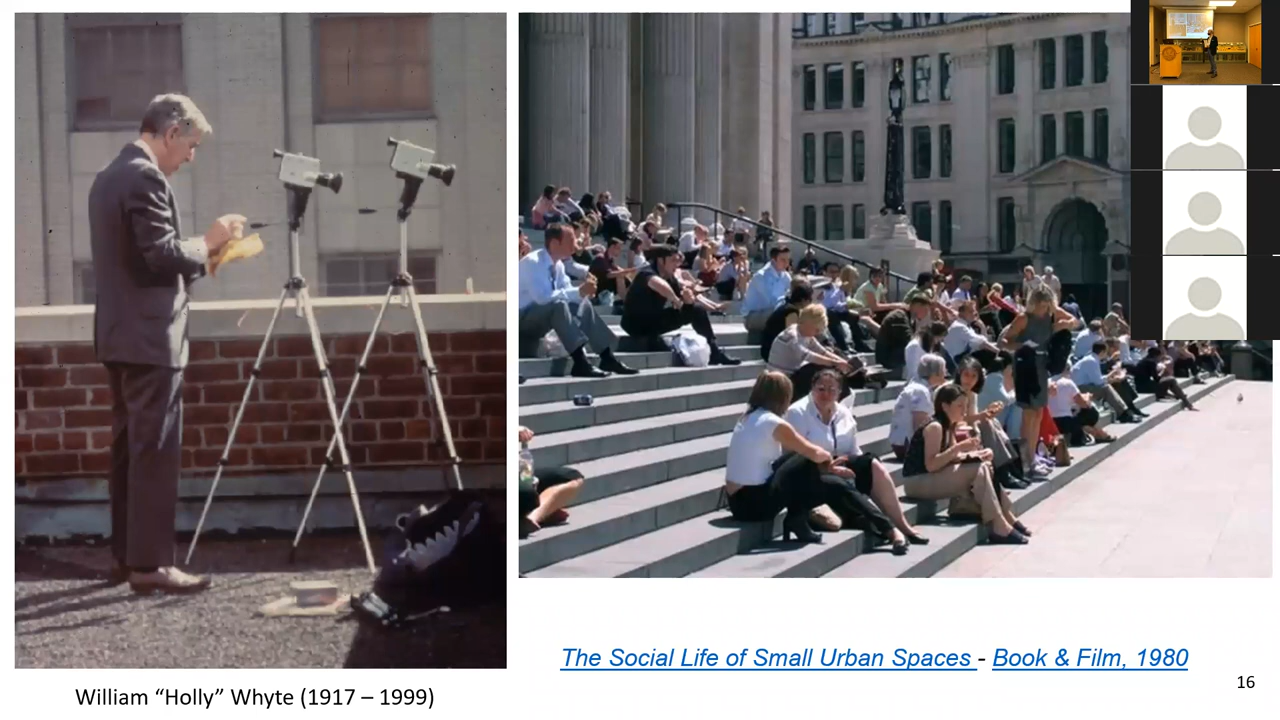 William “Holly” Whyte (1917 – 1999)
The Social Life of Small Urban Spaces - Book & Film, 1980
16